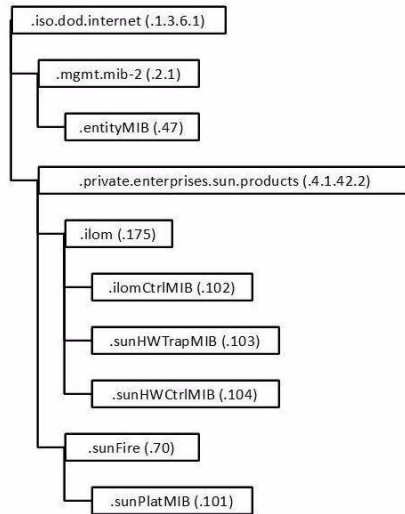 .iso.dod.internet (.1.3.6.1)
.mgmt.mib-2 (.2.1)
.entityMIB (.47)
.private.enterprises.sun.products (.4.1.42.2)
.ilom (.175)
.ilomCtrlMIB (.102)
.sunHWTrapMIB (.103)
.sunHWCtrlMIB (.104)
.sunFire (.70)
.sunPlatMIB (.101)